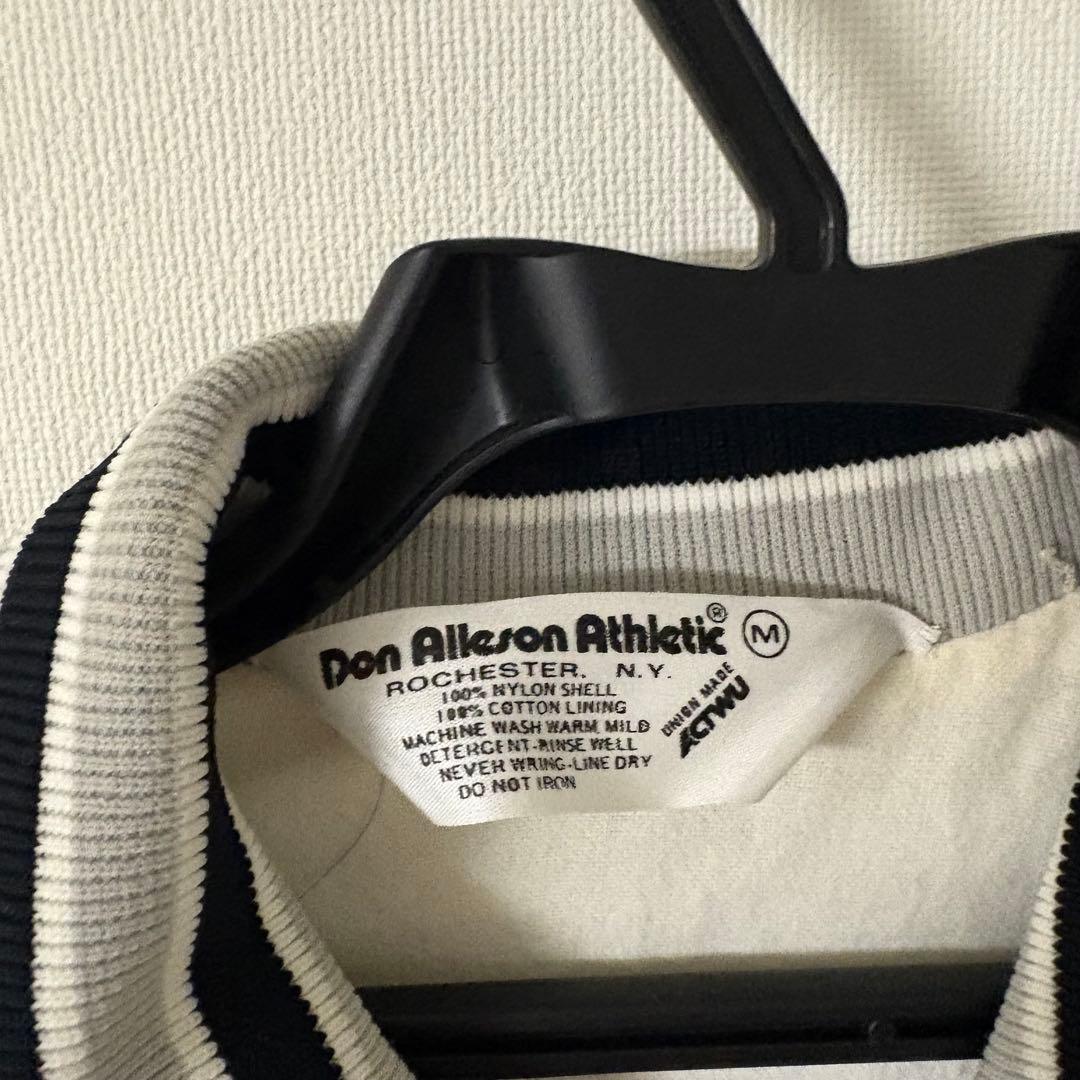 Don Alleson Athletic® M
ROCHESTER, N.Y.
100% NYLON SHELL
100% COTTON LINING
MACHINE WASH WARM, MILD
DETERGENT-RINSE WELL
NEVER WRING-LINE DRY
DO NOT IRON
UNION MADE
ACTWU